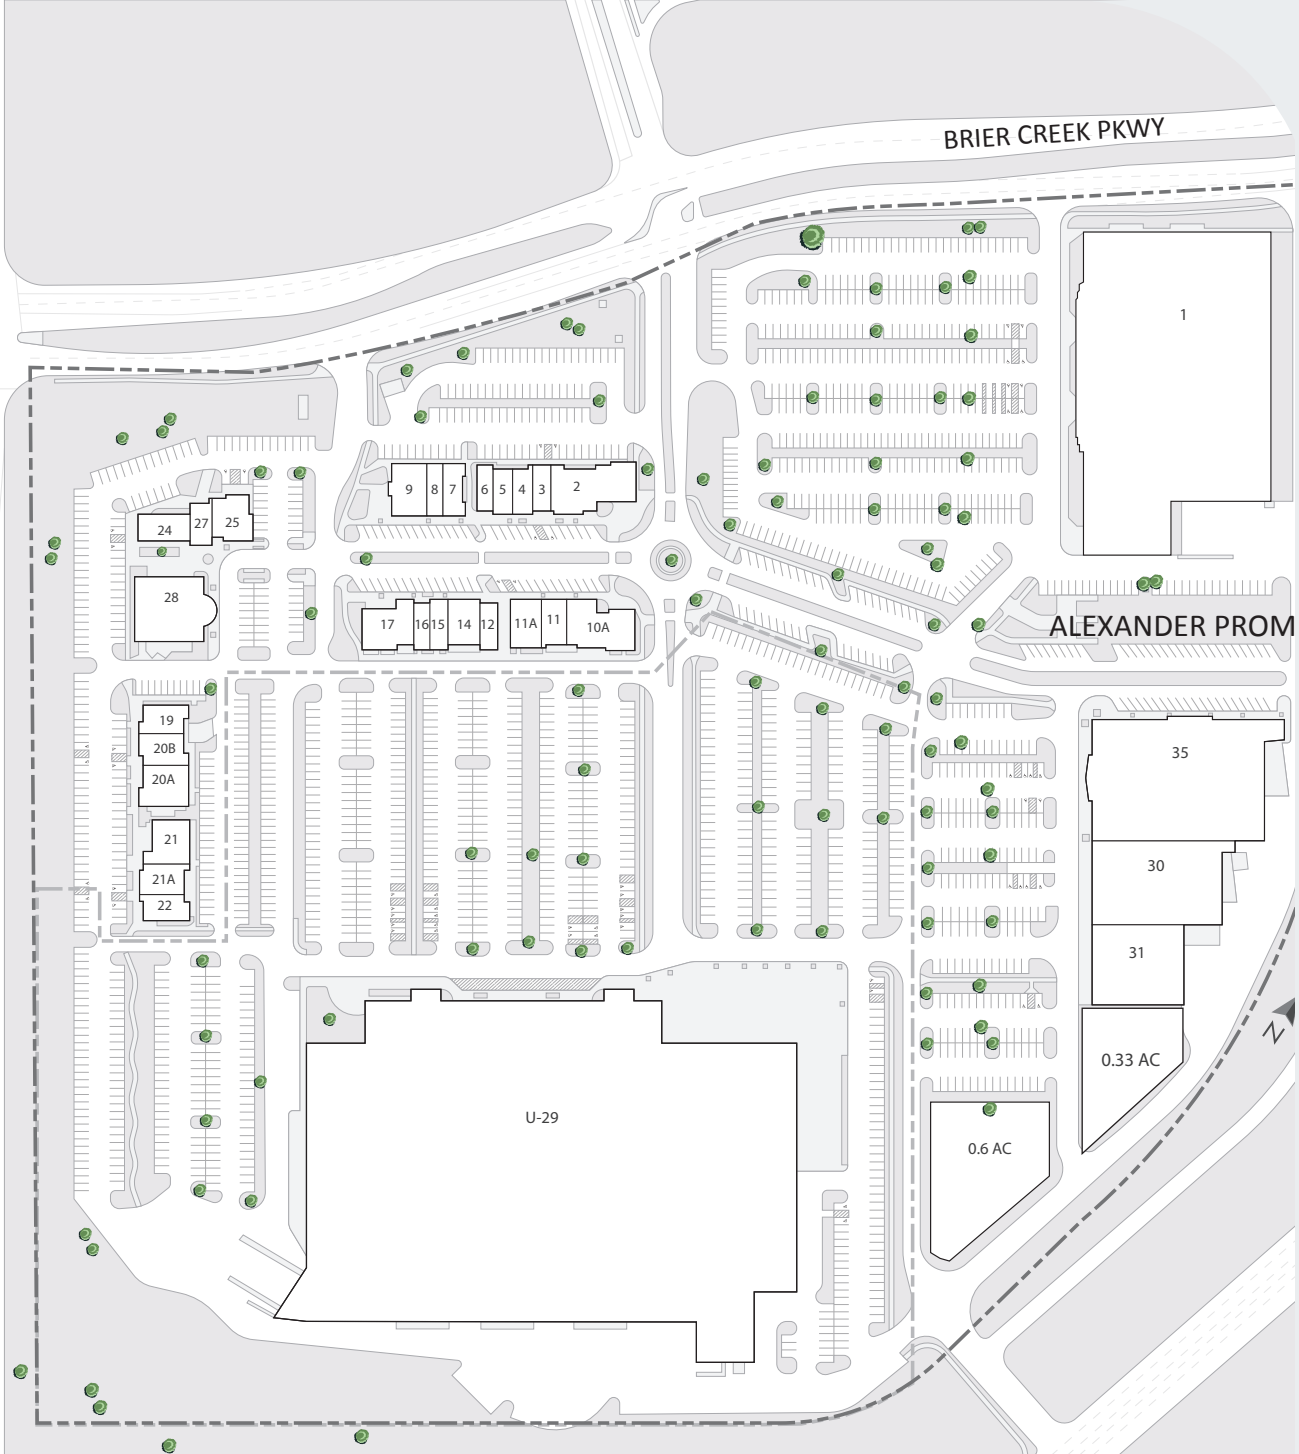 BRIER CREEK PKWY
1
9 8 7 6 5 4 3 2
24 27 25
28
17 16 15 14 12 11A 11 10A
ALEXANDER PROM
19
20B
20A
21
21A
22
35
30
31
N
0.33 AC
U-29
0.6 AC